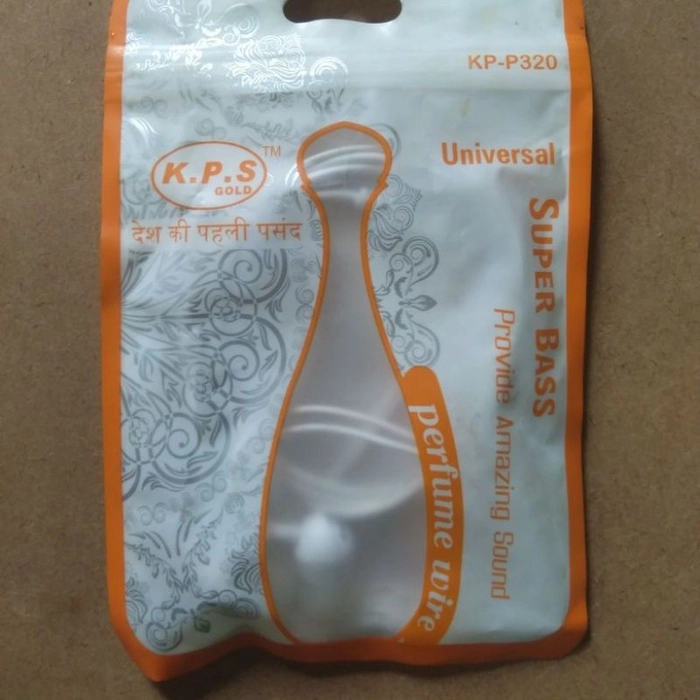 KP-P320
K.P.S
GOLD
TM
देश की पहली पसंद
Universal
SUPER BASS
Provide Amazing Sound
perfume wire